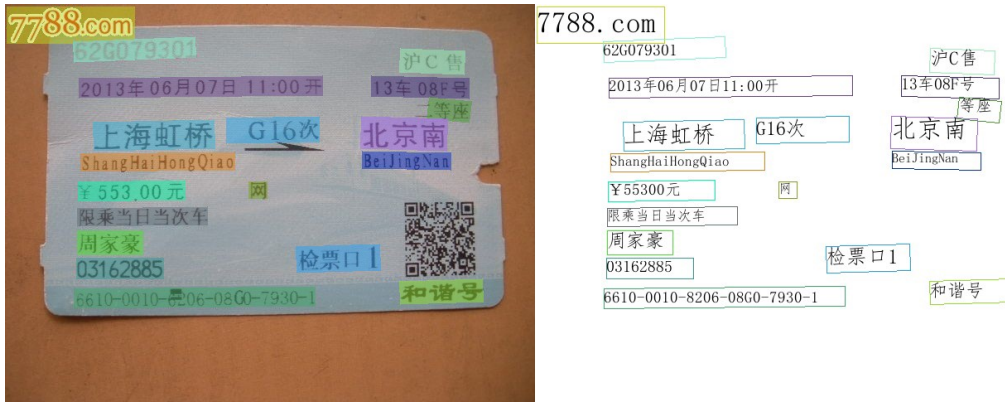 7788.com
62G079301
沪C售
2013年06月07日11:00开
13车08F号
二等座
上海虹桥
G16次
北京南
ShangHaiHongQiao
BeiJingNan
￥553.00元
网
限乘当日当次车
周家豪
检票口1
03162885
6610-0010-8206-08G0-7930-1
和谐号
7788.com
62G079301
沪C售
2013年06月07日11:00开
13车08F号
等座
上海虹桥
G16次
北京南
ShangHaiHongQiao
BeiJingNan
￥55300元
网
限乘当日当次车
周家豪
检票口1
03162885
6610-0010-8206-08G0-7930-1
和谐号